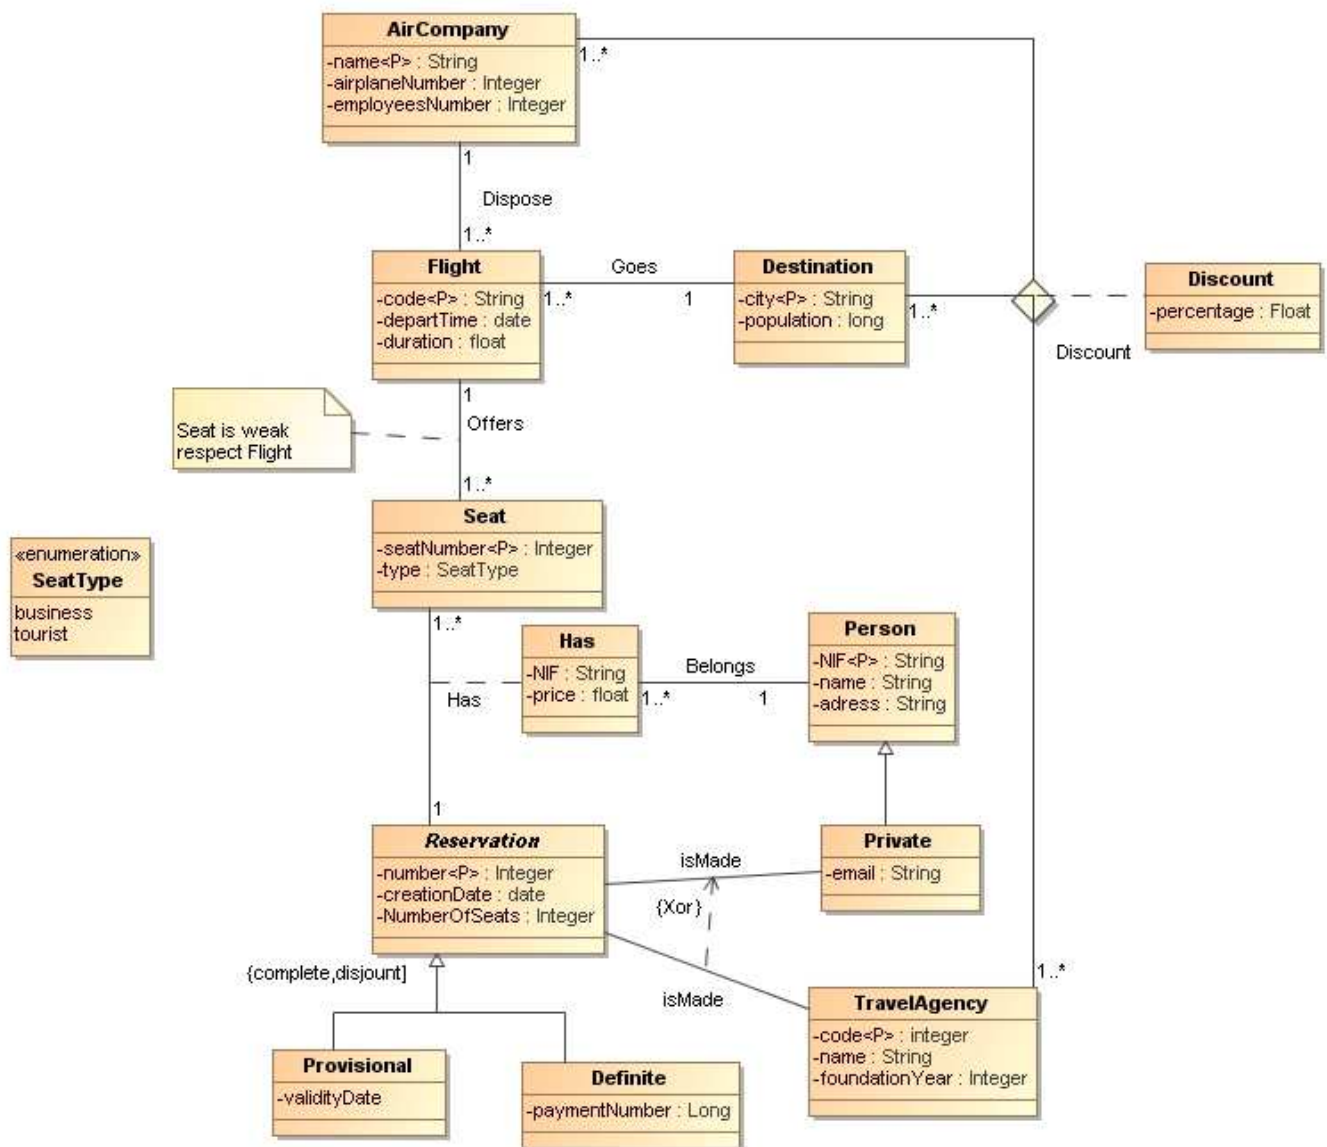 AirCompany
-name<P> : String
-airplaneNumber : Integer
-employeesNumber : Integer
1..*
1
Dispose
1..*
Flight
-code<P> : String
-departTime : date
-duration : float
Goes
1..*
1
Destination
-city<P> : String
-population : long
1..*
Discount
-percentage : Float
Discount
1
Offers
Seat is weak
respect Flight
1..*
Seat
-seatNumber<P> : Integer
-type : SeatType
«enumeration»
SeatType
business
tourist
1..*
Has
-NIF : String
-price : float
Has
Belongs
1..*
1
Person
-NIF<P> : String
-name : String
-adress : String
1
Reservation
-number<P> : Integer
-creationDate : date
-NumberOfSeats : Integer
isMade
{Xor}
isMade
Private
-email : String
{complete,disjount]
1..*
TravelAgency
-code<P> : integer
-name : String
-foundationYear : Integer
Provisional
-validityDate
Definite
-paymentNumber : Long